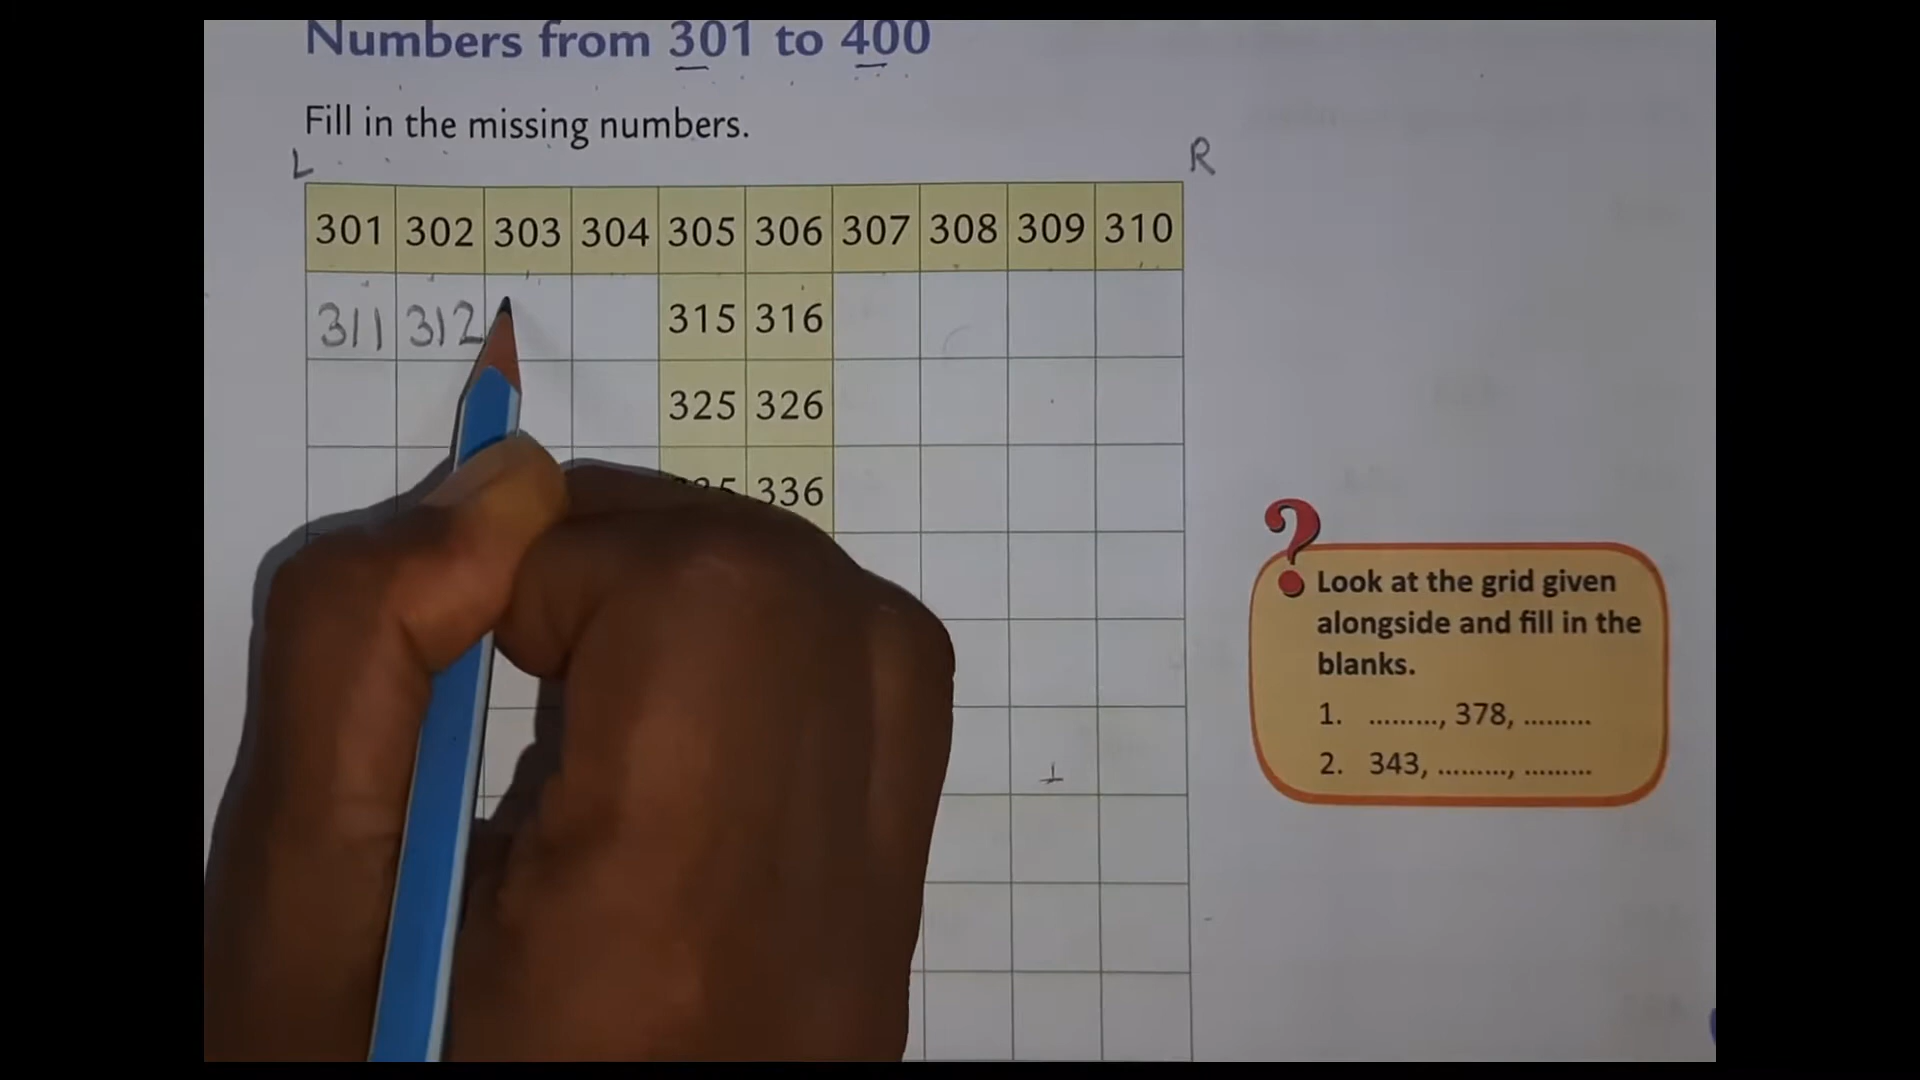 Numbers from 301 to 400
Fill in the missing numbers.
L R
301 302 303 304 305 306 307 308 309 310
311 312 315 316
325 326
336
Look at the grid given
alongside and fill in the
blanks.
1. ........., 378, .........
2. 343, ........., .........